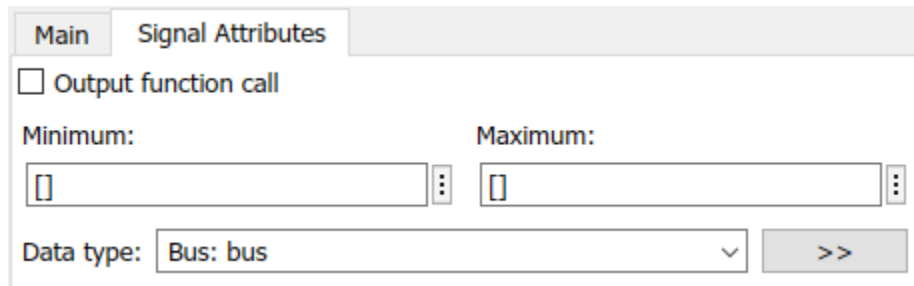 Main Signal Attributes
Output function call
Minimum: Maximum:
[] []
Data type: Bus: bus >>